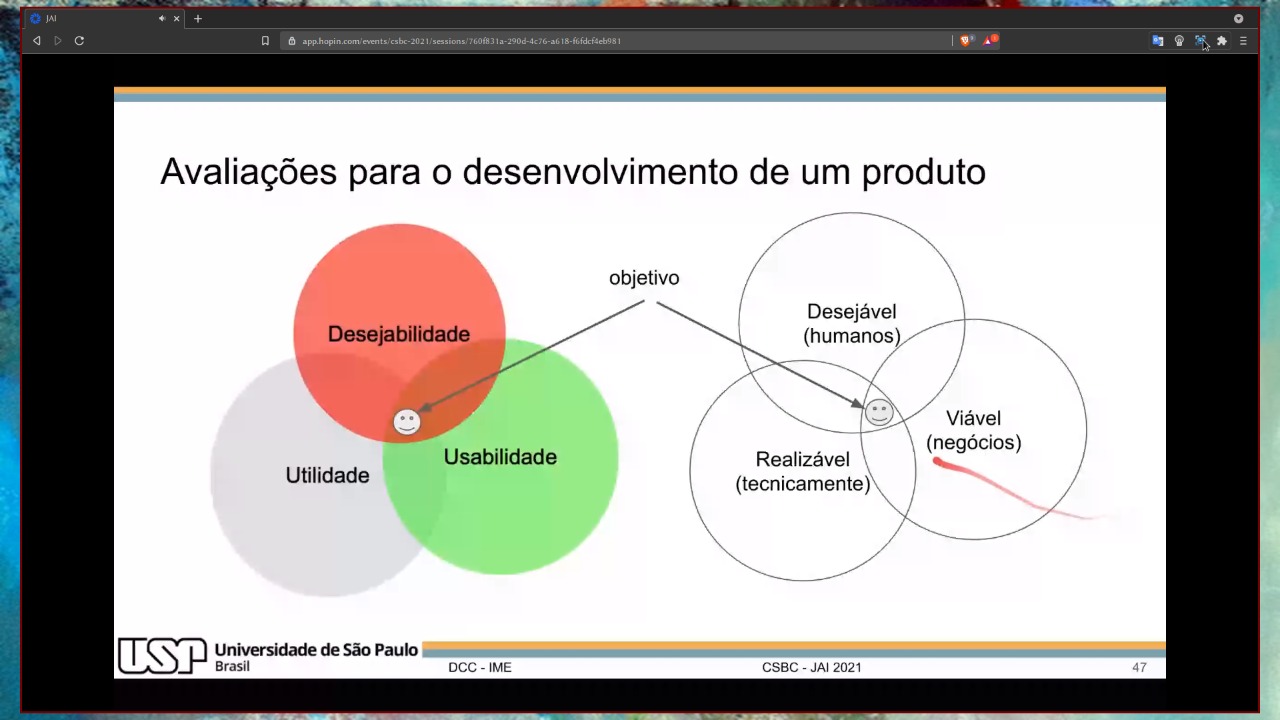 JAI
app.hopin.com/events/csbc-2021/sessions/760f831a-290d-4c76-a618-f6fdcf4eb981
Avaliações para o desenvolvimento de um produto
Desejabilidade
Utilidade
Usabilidade
objetivo
Desejável
(humanos)
Viável
(negócios)
Realizável
(tecnicamente)
USP
Universidade de São Paulo
Brasil
DCC - IME
CSBC - JAI 2021
47